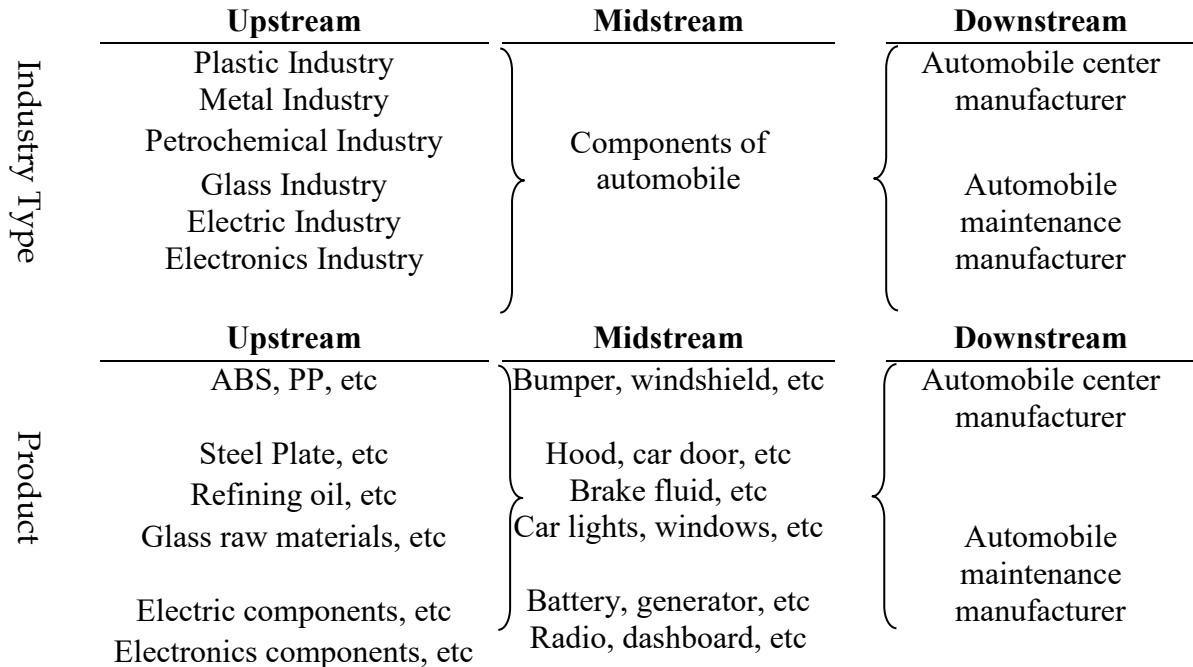 Upstream Midstream Downstream
Industry Type
Plastic Industry
Metal Industry
Petrochemical Industry
Glass Industry
Electric Industry
Electronics Industry
Components of
automobile
Automobile center
manufacturer
Automobile
maintenance
manufacturer
Upstream Midstream Downstream
Product
ABS, PP, etc
Steel Plate, etc
Refining oil, etc
Glass raw materials, etc
Electric components, etc
Electronics components, etc
Bumper, windshield, etc
Hood, car door, etc
Brake fluid, etc
Car lights, windows, etc
Battery, generator, etc
Radio, dashboard, etc
Automobile center
manufacturer
Automobile
maintenance
manufacturer